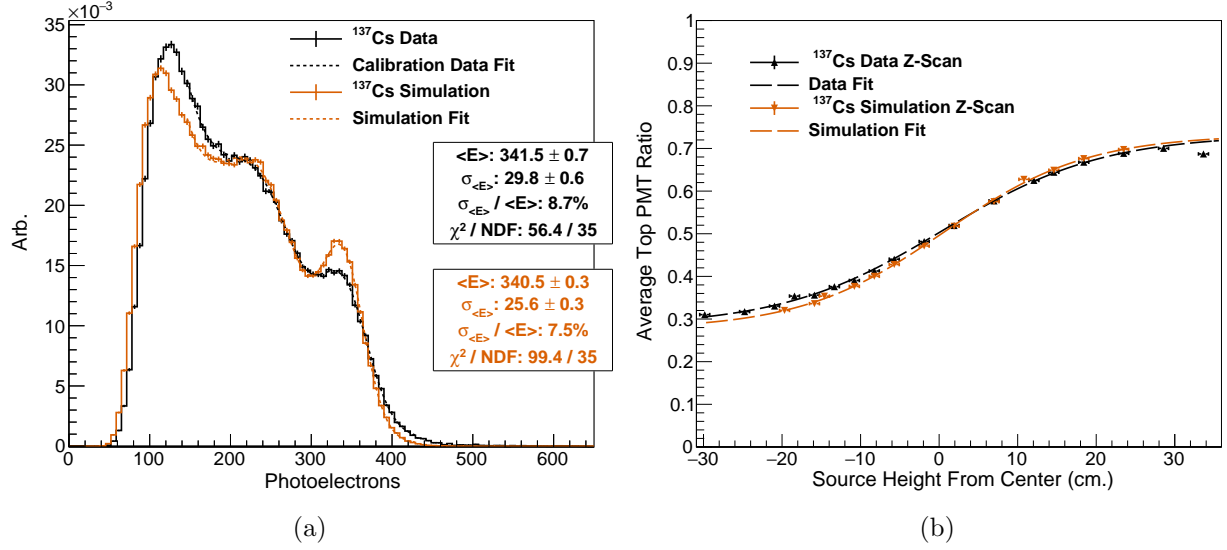 35 ×10⁻³
30
25
20
15
10
5
0
Arb.
0 100 200 300 400 500 600
Photoelectrons
¹³⁷Cs Data
Calibration Data Fit
¹³⁷Cs Simulation
Simulation Fit
<E>: 341.5 ± 0.7
σ<E>: 29.8 ± 0.6
σ<E> / <E>: 8.7%
χ² / NDF: 56.4 / 35
<E>: 340.5 ± 0.3
σ<E>: 25.6 ± 0.3
σ<E> / <E>: 7.5%
χ² / NDF: 99.4 / 35
(a)
1
0.9
0.8
0.7
0.6
0.5
0.4
0.3
0.2
0.1
0
Average Top PMT Ratio
−30 −20 −10 0 10 20 30
Source Height From Center (cm.)
¹³⁷Cs Data Z-Scan
Data Fit
¹³⁷Cs Simulation Z-Scan
Simulation Fit
(b)